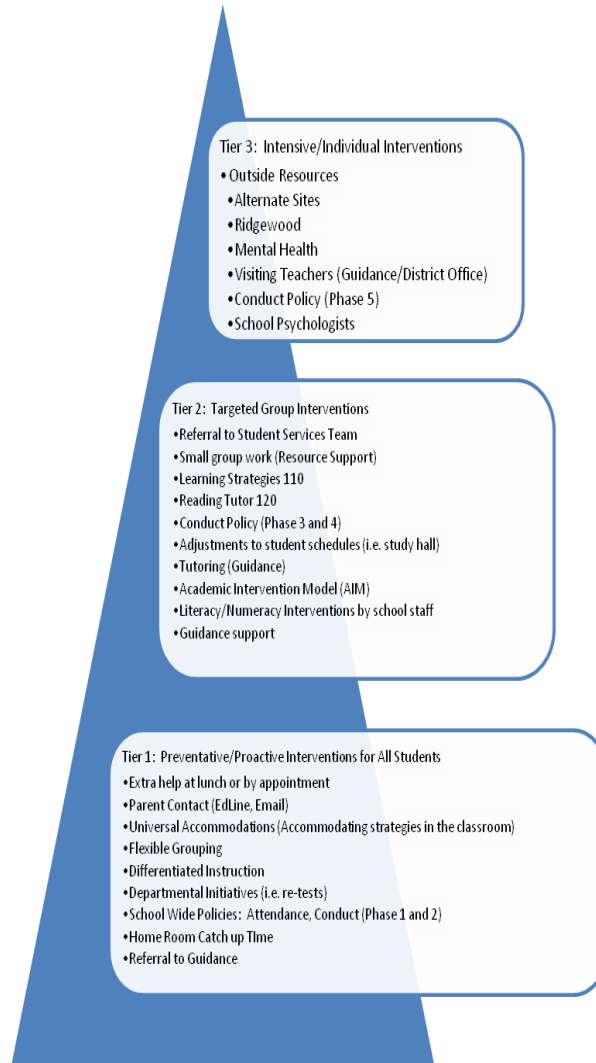 Tier 3: Intensive/Individual Interventions
•Outside Resources
•Alternate Sites
•Ridgewood
•Mental Health
•Visiting Teachers (Guidance/District Office)
•Conduct Policy (Phase 5)
•School Psychologists
Tier 2: Targeted Group Interventions
•Referral to Student Services Team
•Small group work (Resource Support)
•Learning Strategies 110
•Reading Tutor 120
•Conduct Policy (Phase 3 and 4)
•Adjustments to student schedules (i.e. study hall)
•Tutoring (Guidance)
•Academic Intervention Model (AIM)
•Literacy/Numeracy Interventions by school staff
•Guidance support
Tier 1: Preventative/Proactive Interventions for All Students
•Extra help at lunch or by appointment
•Parent Contact (EdLine, Email)
•Universal Accommodations (Accommodating strategies in the classroom)
•Flexible Grouping
•Differentiated Instruction
•Departmental Initiatives (i.e. re-tests)
•School Wide Policies: Attendance, Conduct (Phase 1 and 2)
•Home Room Catch up TIme
•Referral to Guidance